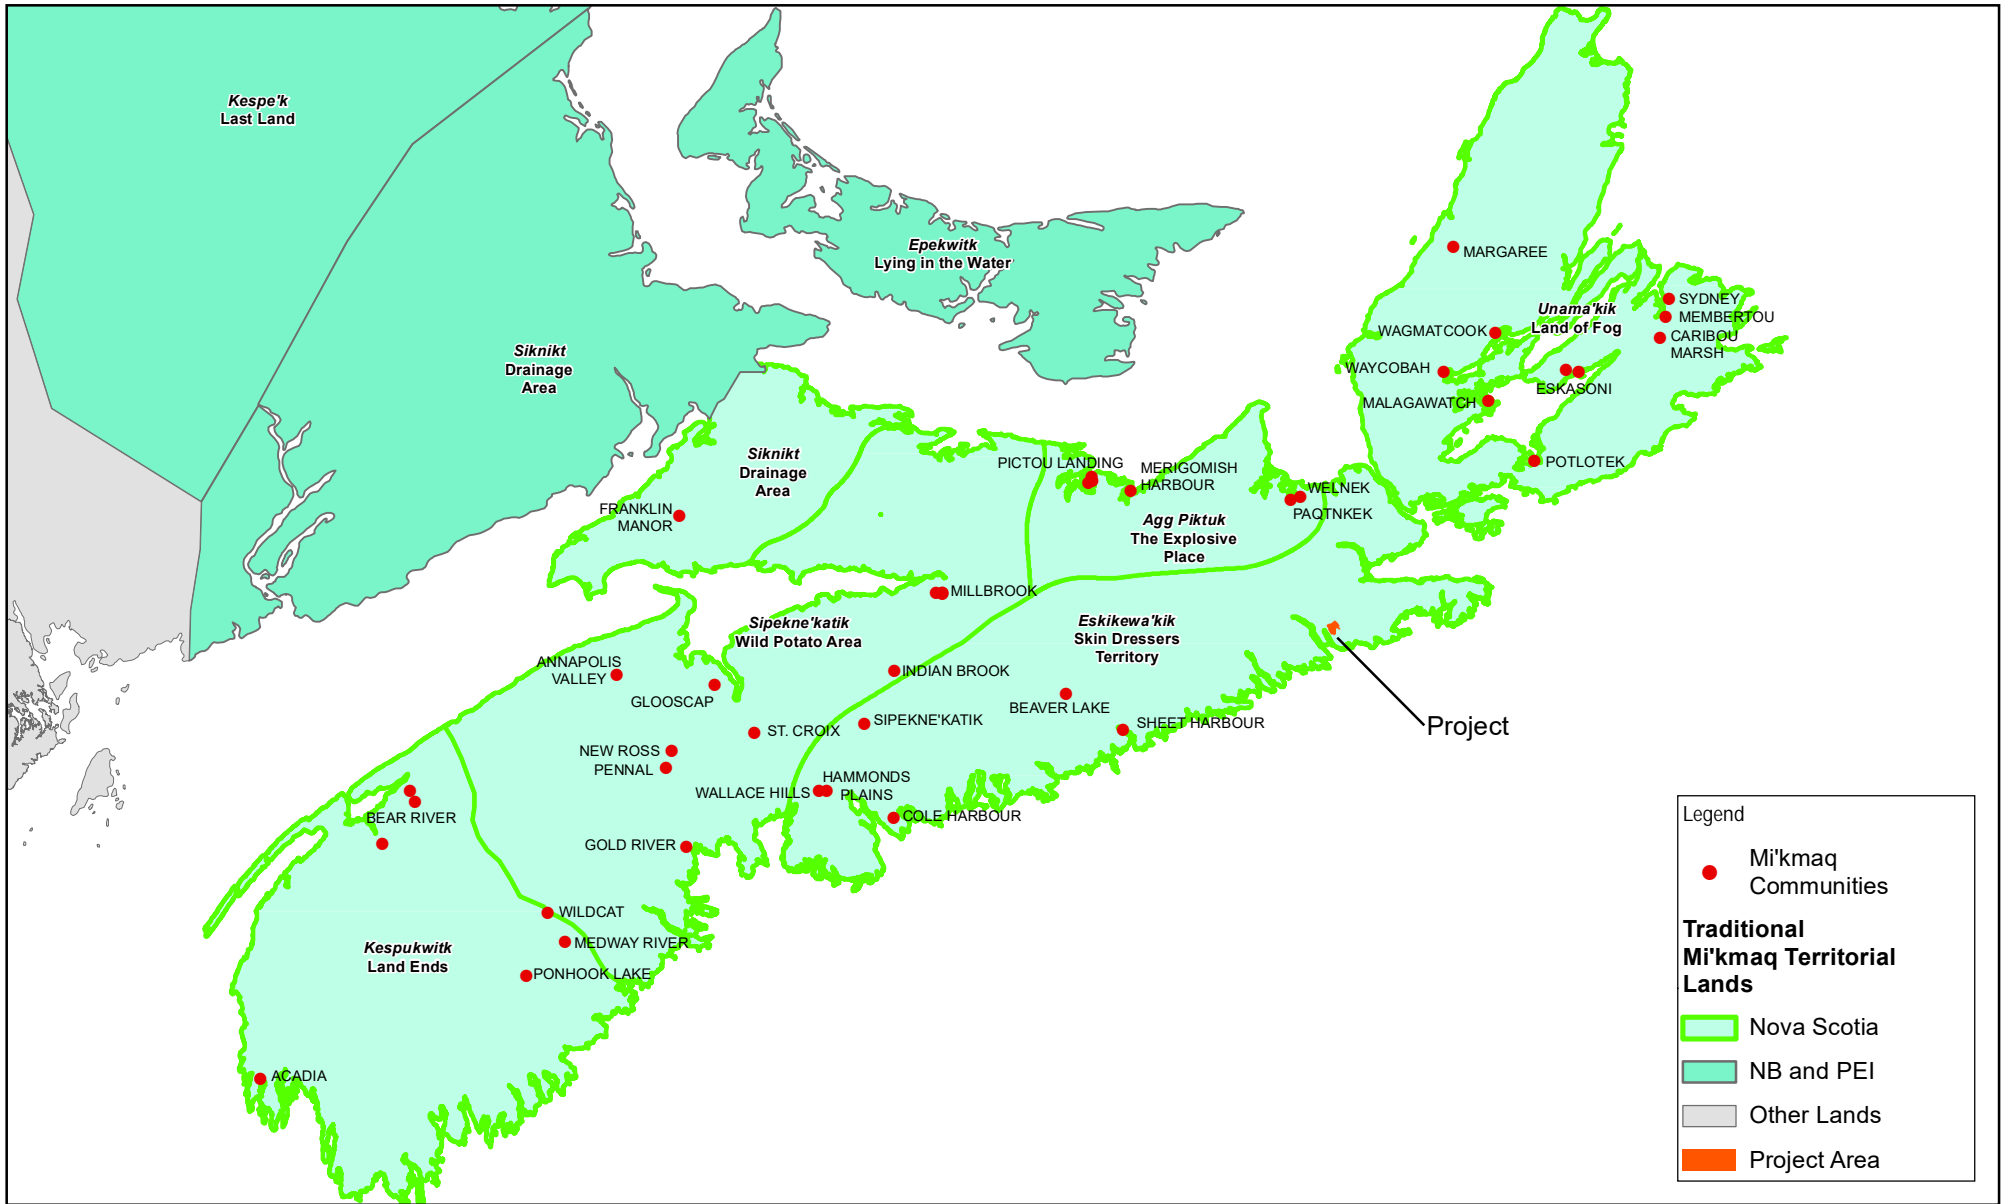 Kespe'k
Last Land
Siknikt
Drainage
Area
Epekwitk
Lying in the Water
MARGAREE
SYDNEY
MEMBERTOU
CARIBOU
MARSH
Unama'kik
Land of Fog
WAGMATCOOK
WAYCOBAH
ESKASONI
MALAGAWATCH
POTLOTEK
Siknikt
Drainage
Area
FRANKLIN
MANOR
PICTOU LANDING
MERIGOMISH
HARBOUR
WELNEK
PAQTNKEK
Agg Piktuk
The Explosive
Place
MILLBROOK
Sipekne'katik
Wild Potato Area
Eskikewa'kik
Skin Dressers
Territory
ANNAPOLIS
VALLEY
GLOOSCAP
INDIAN BROOK
BEAVER LAKE
SIPEKNE'KATIK
SHEET HARBOUR
ST. CROIX
NEW ROSS
PENNAL
WALLACE HILLS
HAMMONDS
PLAINS
COLE HARBOUR
BEAR RIVER
GOLD RIVER
WILDCAT
MEDWAY RIVER
PONHOOK LAKE
Kespukwitk
Land Ends
ACADIA
Project
Legend
Mi'kmaq
Communities
Traditional
Mi'kmaq Territorial
Lands
Nova Scotia
NB and PEI
Other Lands
Project Area